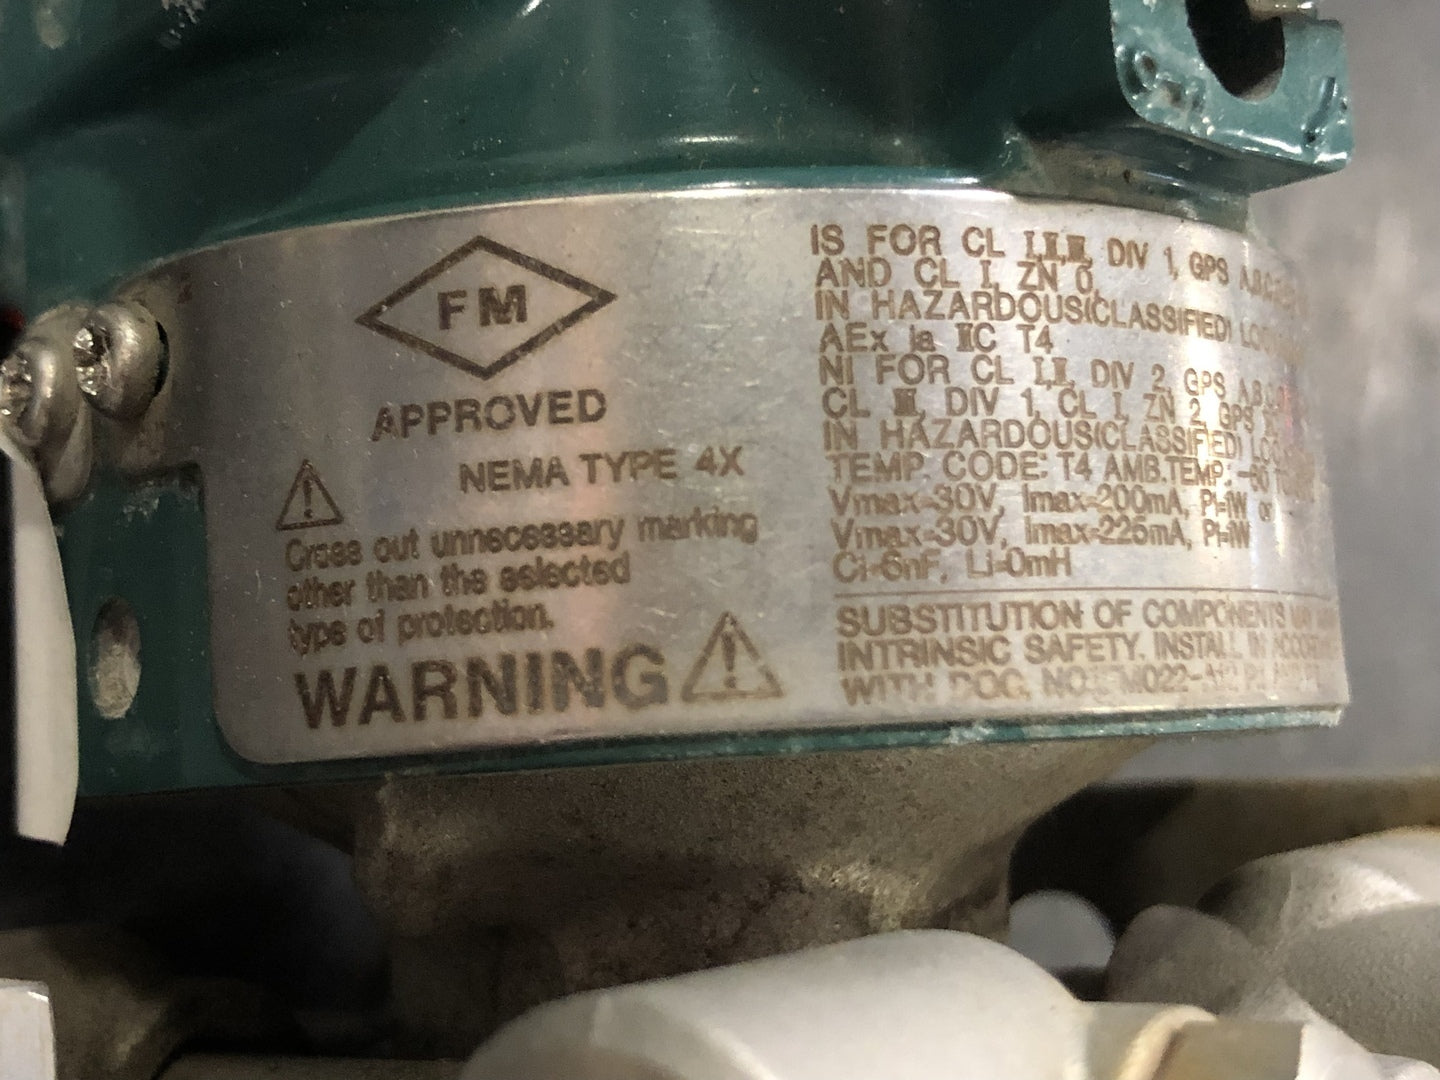 FM
APPROVED
NEMA TYPE 4X
Cross out unnecessary marking
other than the selected
type of protection.
WARNING
IS FOR CL I,II,III, DIV 1, GPS A,B,C,
AND CL I, ZN 0,
IN HAZARDOUS(CLASSIFIED)
AEx ia IIC T4
NI FOR CL I,II, DIV 2, GPS A,B,C,
CL III, DIV 1, CL I, ZN 2, GP
IN HAZARDOUS(CLASSIFIED)
TEMP. CODE: T4 AMB.TEMP.:
Vmax=30V, Imax=200mA, Pi=1W or
Vmax=30V, Imax=225mA, Pi=1W
Ci=6nF, Li=0mH
SUBSTITUTION OF COMPONENTS MAY
INTRINSIC SAFETY. INSTALL IN
WITH DOC. NO.